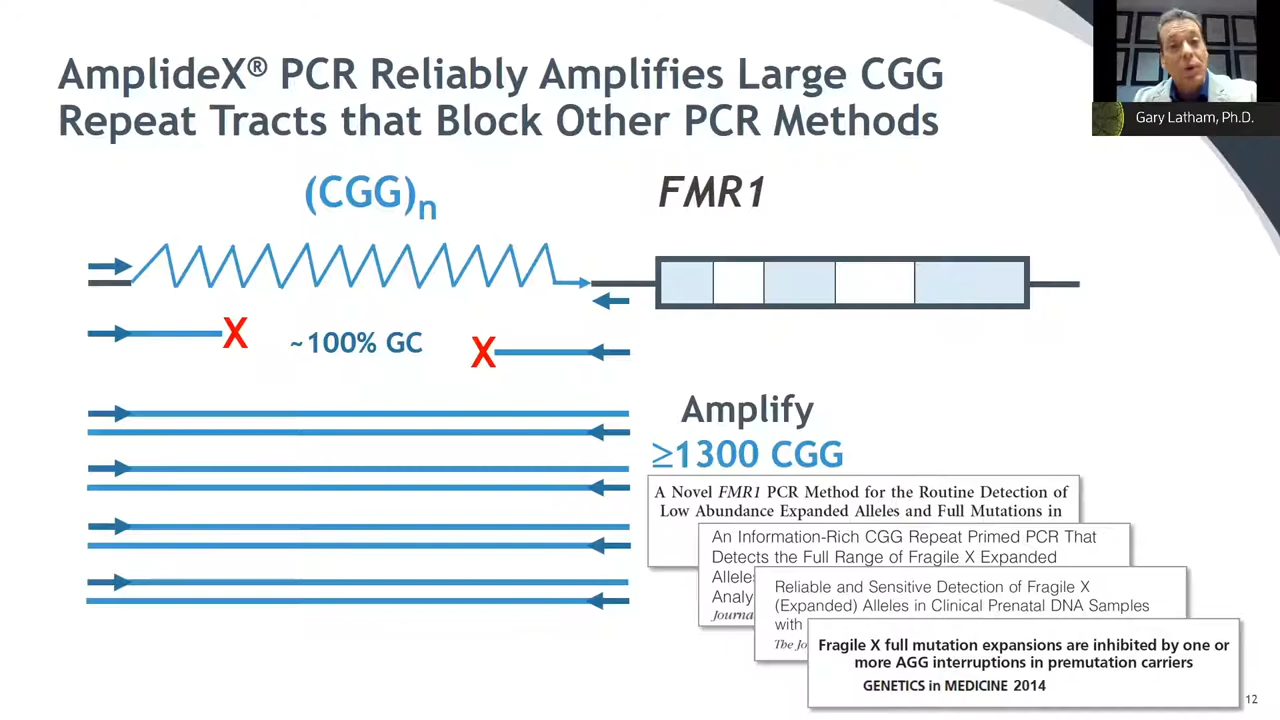 AmplideX® PCR Reliably Amplifies Large CGG
Repeat Tracts that Block Other PCR Methods
Gary Latham, Ph.D.
(CGG)n
FMR1
X
~100% GC
X
Amplify
≥1300 CGG
A Novel FMR1 PCR Method for the Routine Detection of
Low Abundance Expanded Alleles and Full Mutations in
An Information-Rich CGG Repeat Primed PCR That
Detects the Full Range of Fragile X Expanded
Alleles
Analy
Journa
Reliable and Sensitive Detection of Fragile X
(Expanded) Alleles in Clinical Prenatal DNA Samples
with
The Jo
Fragile X full mutation expansions are inhibited by one or
more AGG interruptions in premutation carriers
GENETICS in MEDICINE 2014
12